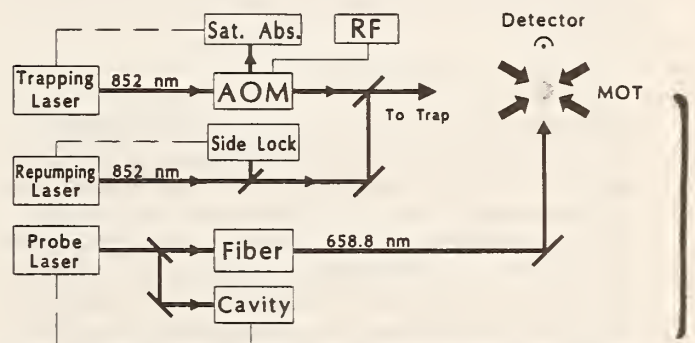 Detector
Sat. Abs.
RF
Trapping
Laser
852 nm
AOM
MOT
To Trap
Side Lock
Repumping
Laser
852 nm
Probe
Laser
Fiber
658.8 nm
Cavity